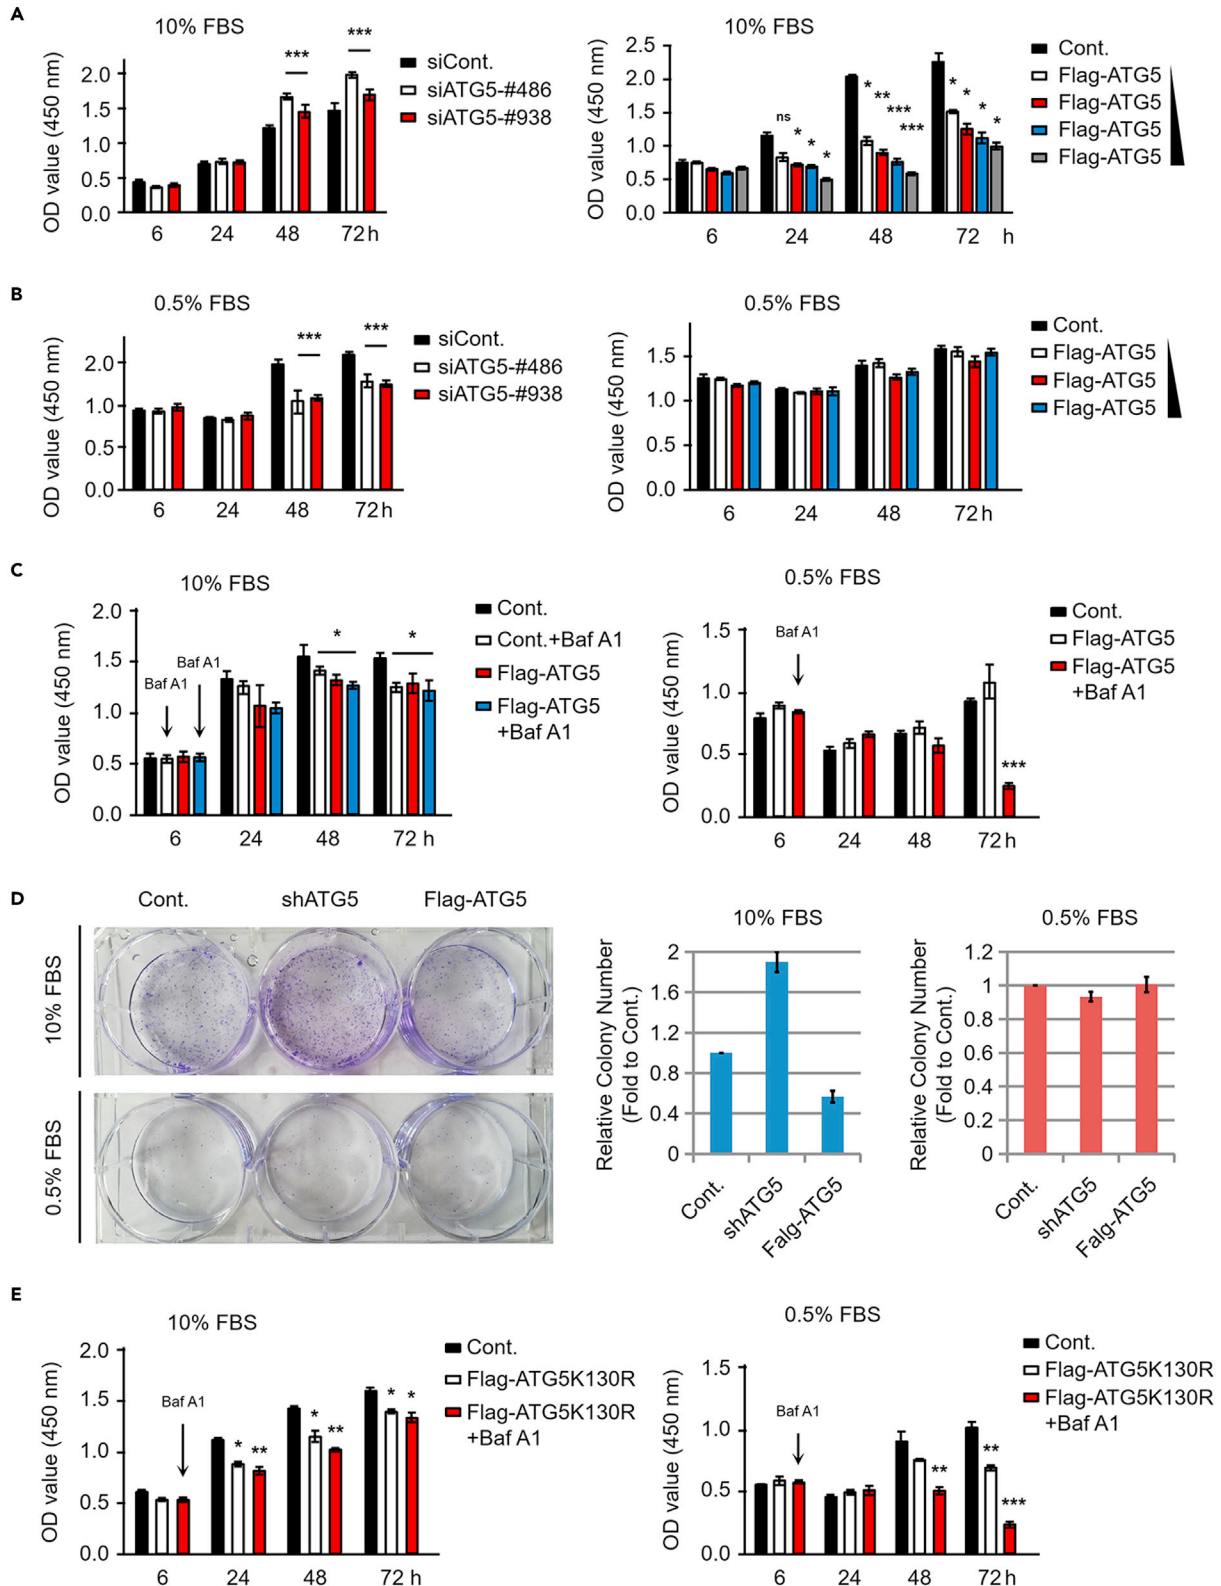 A
10% FBS
OD value (450 nm)
2.0
1.5
1.0
0.5
0.0
***
***
6 24 48 72 h
siCont.
siATG5-#486
siATG5-#938
10% FBS
OD value (450 nm)
2.5
2.0
1.5
1.0
0.5
0.0
ns * * *
* ** *** ***
* * * *
6 24 48 72 h
Cont.
Flag-ATG5
Flag-ATG5
Flag-ATG5
Flag-ATG5
B
0.5% FBS
OD value (450 nm)
2.0
1.0
0.5
0.0
***
***
6 24 48 72 h
siCont.
siATG5-#486
siATG5-#938
0.5% FBS
OD value (450 nm)
1.5
1.0
0.5
0.0
6 24 48 72 h
Cont.
Flag-ATG5
Flag-ATG5
Flag-ATG5
C
10% FBS
OD value (450 nm)
2.0
1.5
1.0
0.5
0.0
Baf A1
Baf A1
*
*
6 24 48 72 h
Cont.
Cont.+Baf A1
Flag-ATG5
Flag-ATG5
+Baf A1
0.5% FBS
OD value (450 nm)
1.5
1.0
0.5
0.0
Baf A1
***
6 24 48 72 h
Cont.
Flag-ATG5
Flag-ATG5
+Baf A1
D
Cont. shATG5 Flag-ATG5
10% FBS
0.5% FBS
10% FBS
Relative Colony Number
(Fold to Cont.)
2
1.6
1.2
0.8
0.4
0
Cont.
shATG5
Falg-ATG5
0.5% FBS
Relative Colony Number
(Fold to Cont.)
1.2
1
0.8
0.6
0.4
0.2
0
Cont.
shATG5
Falg-ATG5
E
10% FBS
OD value (450 nm)
2.0
1.5
1.0
0.5
0.0
Baf A1
* **
* **
* *
6 24 48 72 h
Cont.
Flag-ATG5K130R
Flag-ATG5K130R
+Baf A1
0.5% FBS
OD value (450 nm)
1.5
1.0
0.5
0.0
Baf A1
**
**
***
6 24 48 72 h
Cont.
Flag-ATG5K130R
Flag-ATG5K130R
+Baf A1